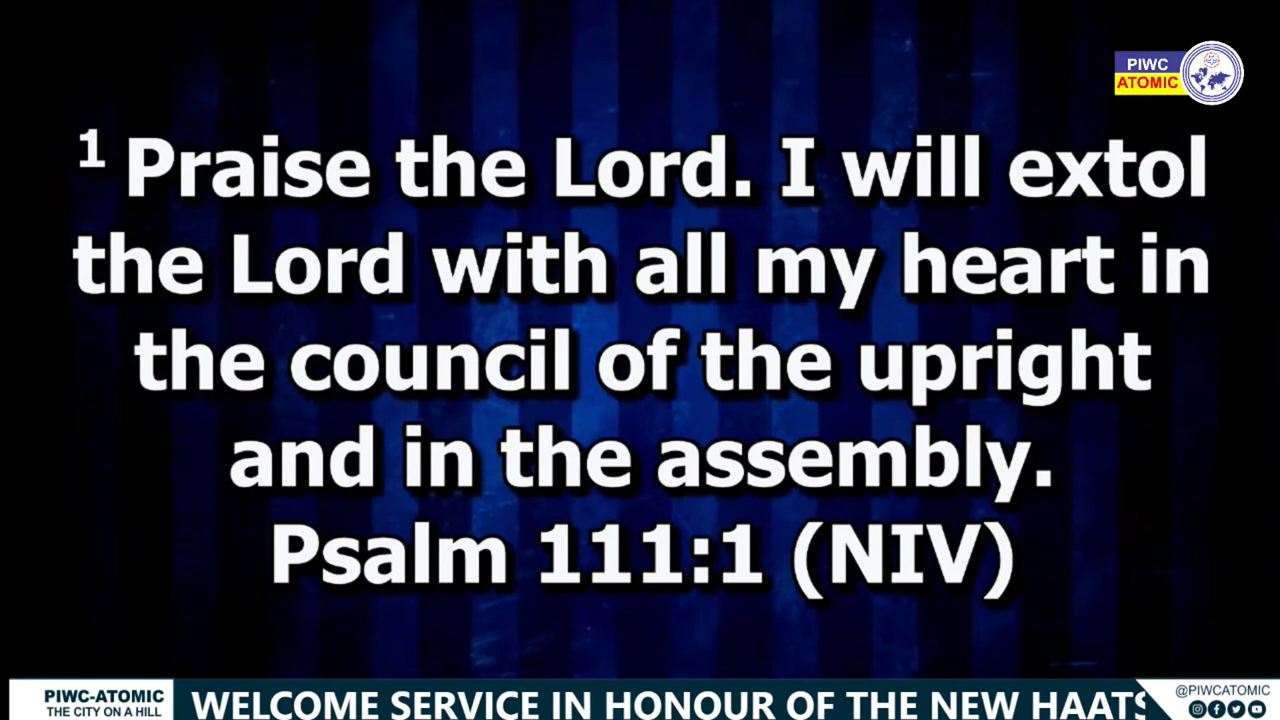 PIWC
ATOMIC
1 Praise the Lord. I will extol
the Lord with all my heart in
the council of the upright
and in the assembly.
Psalm 111:1 (NIV)
PIWC-ATOMIC
THE CITY ON A HILL
WELCOME SERVICE IN HONOUR OF THE NEW HAATS
@PIWCATOMIC